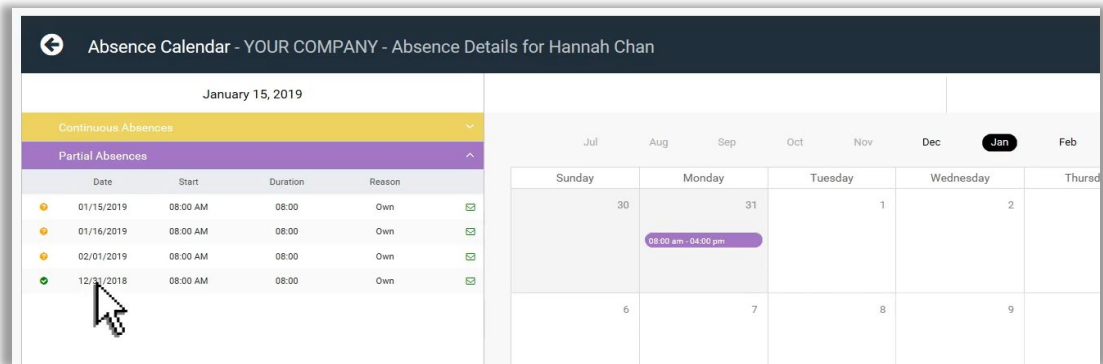 Absence Calendar - YOUR COMPANY - Absence Details for Hannah Chan
January 15, 2019
Continuous Absences
Partial Absences
Date Start Duration Reason
01/15/2019 08:00 AM 08:00 Own
01/16/2019 08:00 AM 08:00 Own
02/01/2019 08:00 AM 08:00 Own
12/31/2018 08:00 AM 08:00 Own
Jul Aug Sep Oct Nov Dec Jan Feb
Sunday Monday Tuesday Wednesday Thursd
30 31 1 2
08:00 am - 04:00 pm
6 7 8 9